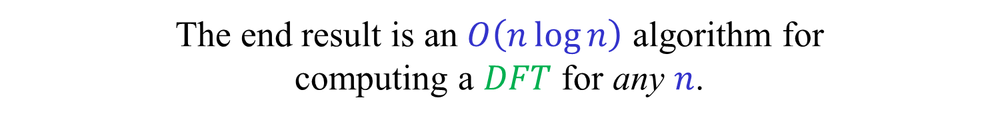 The end result is an O(n log n) algorithm for
computing a DFT for any n.